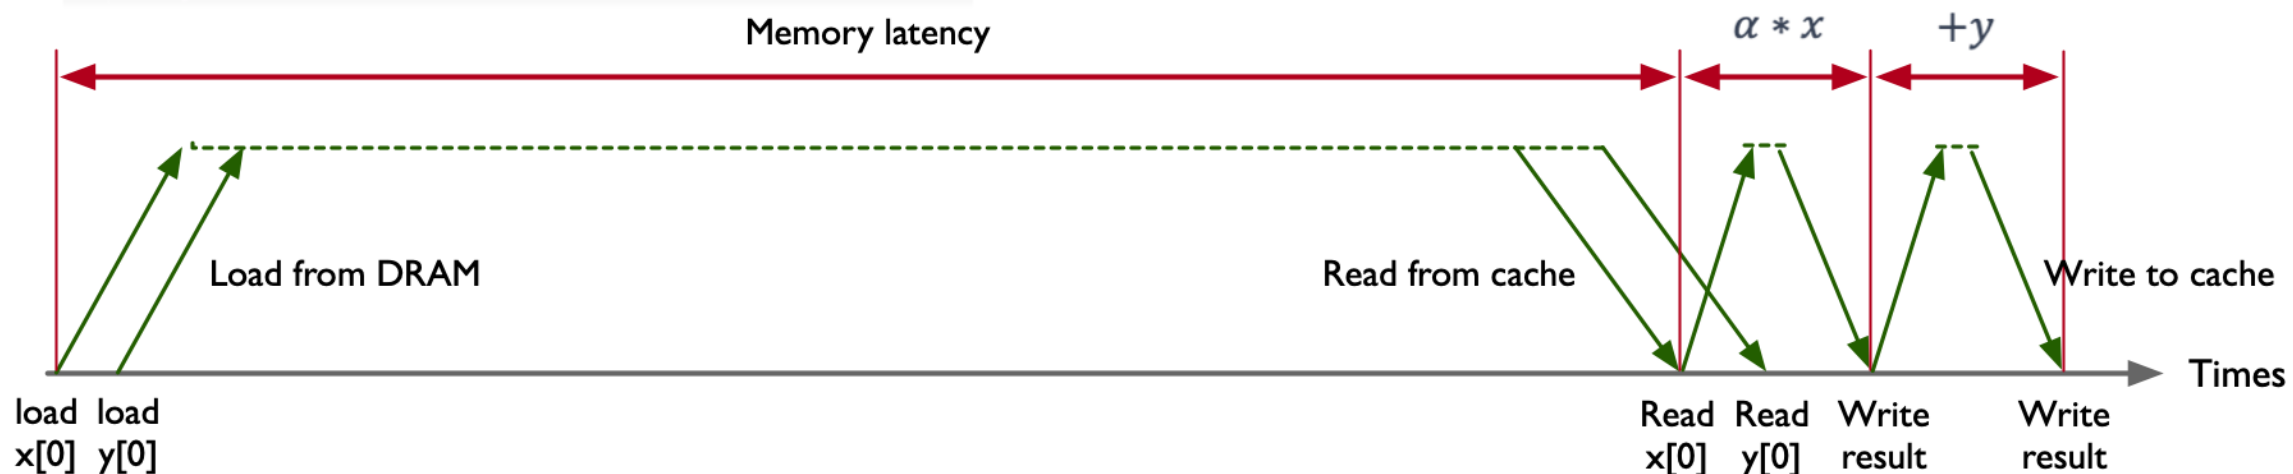 Memory latency
α * x
+y
Load from DRAM
Read from cache
Write to cache
Times
load
x[0]
load
y[0]
Read
x[0]
Read
y[0]
Write
result
Write
result